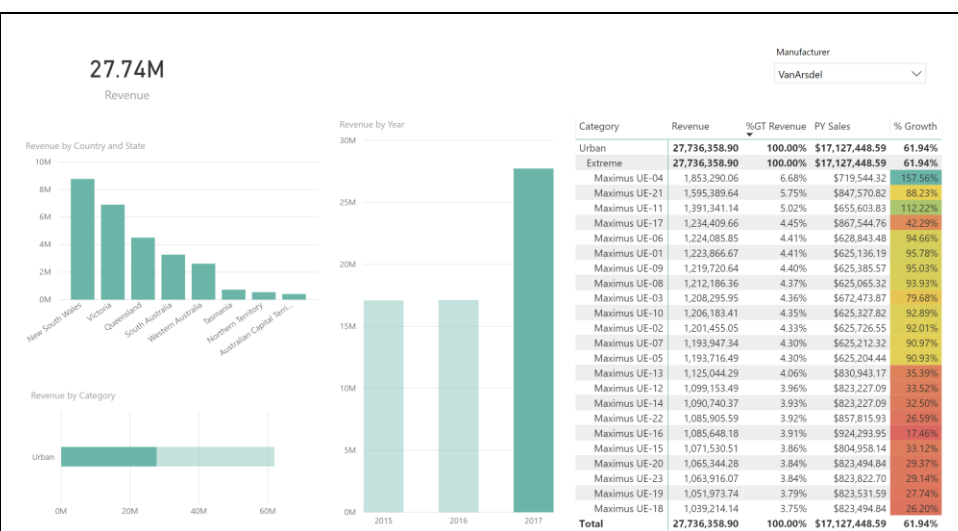 27.74M
Revenue
Manufacturer
VanArsdel
Revenue by Country and State
10M
8M
6M
4M
2M
0M
New South Wales
Victoria
Queensland
South Australia
Western Australia
Tasmania
Northern Territory
Australian Capital Terri...
Revenue by Category
Urban
0M 20M 40M 60M
Revenue by Year
30M
25M
20M
15M
10M
5M
0M
2015 2016 2017
Category Revenue %GT Revenue PY Sales % Growth
Urban 27,736,358.90 100.00% $17,127,448.59 61.94%
Extreme 27,736,358.90 100.00% $17,127,448.59 61.94%
Maximus UE-04 1,853,290.06 6.68% $719,544.32 157.56%
Maximus UE-21 1,595,389.64 5.75% $847,570.82 88.23%
Maximus UE-11 1,391,341.14 5.02% $655,603.83 112.22%
Maximus UE-17 1,234,409.66 4.45% $867,544.76 42.29%
Maximus UE-06 1,224,085.85 4.41% $628,843.48 94.66%
Maximus UE-01 1,223,866.67 4.41% $625,136.19 95.78%
Maximus UE-09 1,219,720.64 4.40% $625,385.57 95.03%
Maximus UE-08 1,212,186.36 4.37% $625,065.32 93.93%
Maximus UE-03 1,208,295.95 4.36% $672,473.87 79.68%
Maximus UE-10 1,206,183.41 4.35% $625,327.82 92.89%
Maximus UE-02 1,201,455.05 4.33% $625,726.55 92.01%
Maximus UE-07 1,193,947.34 4.30% $625,212.32 90.97%
Maximus UE-05 1,193,716.49 4.30% $625,204.44 90.93%
Maximus UE-13 1,125,044.29 4.06% $830,943.17 35.39%
Maximus UE-12 1,099,153.49 3.96% $823,227.09 33.52%
Maximus UE-14 1,090,740.37 3.93% $823,227.09 32.50%
Maximus UE-22 1,085,905.59 3.92% $857,815.93 26.59%
Maximus UE-16 1,085,648.18 3.91% $924,293.95 17.46%
Maximus UE-15 1,071,530.51 3.86% $804,958.14 33.12%
Maximus UE-20 1,065,344.28 3.84% $823,494.84 29.37%
Maximus UE-23 1,063,916.07 3.84% $823,822.70 29.14%
Maximus UE-19 1,051,973.74 3.79% $823,531.59 27.74%
Maximus UE-18 1,039,214.14 3.75% $823,494.84 26.20%
Total 27,736,358.90 100.00% $17,127,448.59 61.94%